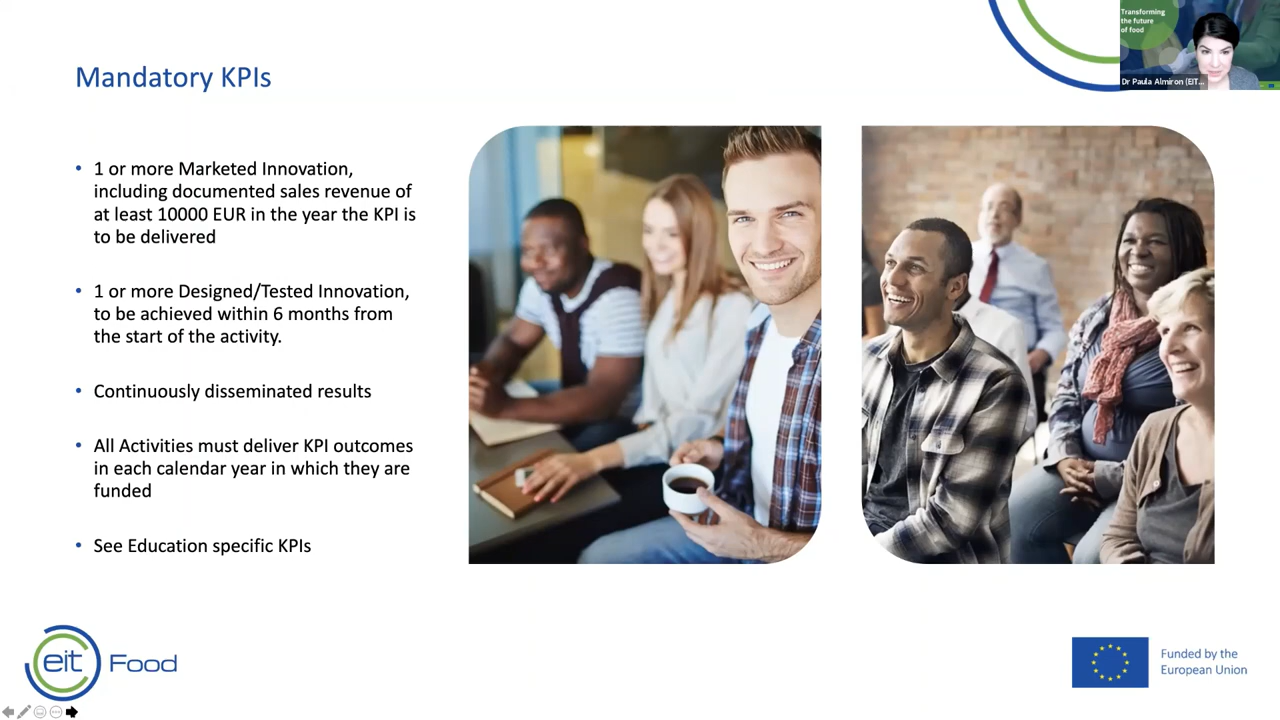 Transforming
the future
of food
Dr Paula Almiron (EIT...
Mandatory KPIs
• 1 or more Marketed Innovation,
including documented sales revenue of
at least 10000 EUR in the year the KPI is
to be delivered
• 1 or more Designed/Tested Innovation,
to be achieved within 6 months from
the start of the activity.
• Continuously disseminated results
• All Activities must deliver KPI outcomes
in each calendar year in which they are
funded
• See Education specific KPIs
eit Food
Funded by the
European Union